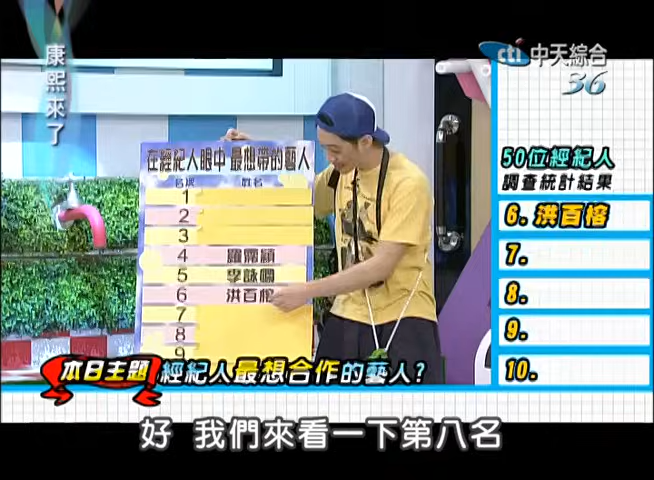 康熙來了
cti 中天綜合
36
在經紀人眼中 最想帶的藝人
名次 姓名
1
2
3
4 羅霈穎
5 李詠嫻
6 洪百榕
7
8
9
50位經紀人
調查統計結果
6. 洪百榕
7.
8.
9.
10.
本日主題 經紀人最想合作的藝人?
好 我們來看一下第八名